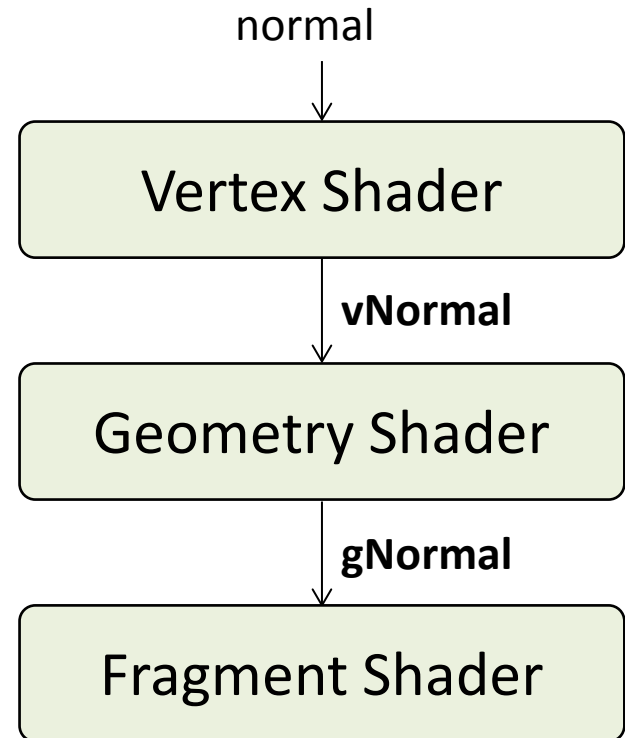 normal
Vertex Shader
vNormal
Geometry Shader
gNormal
Fragment Shader